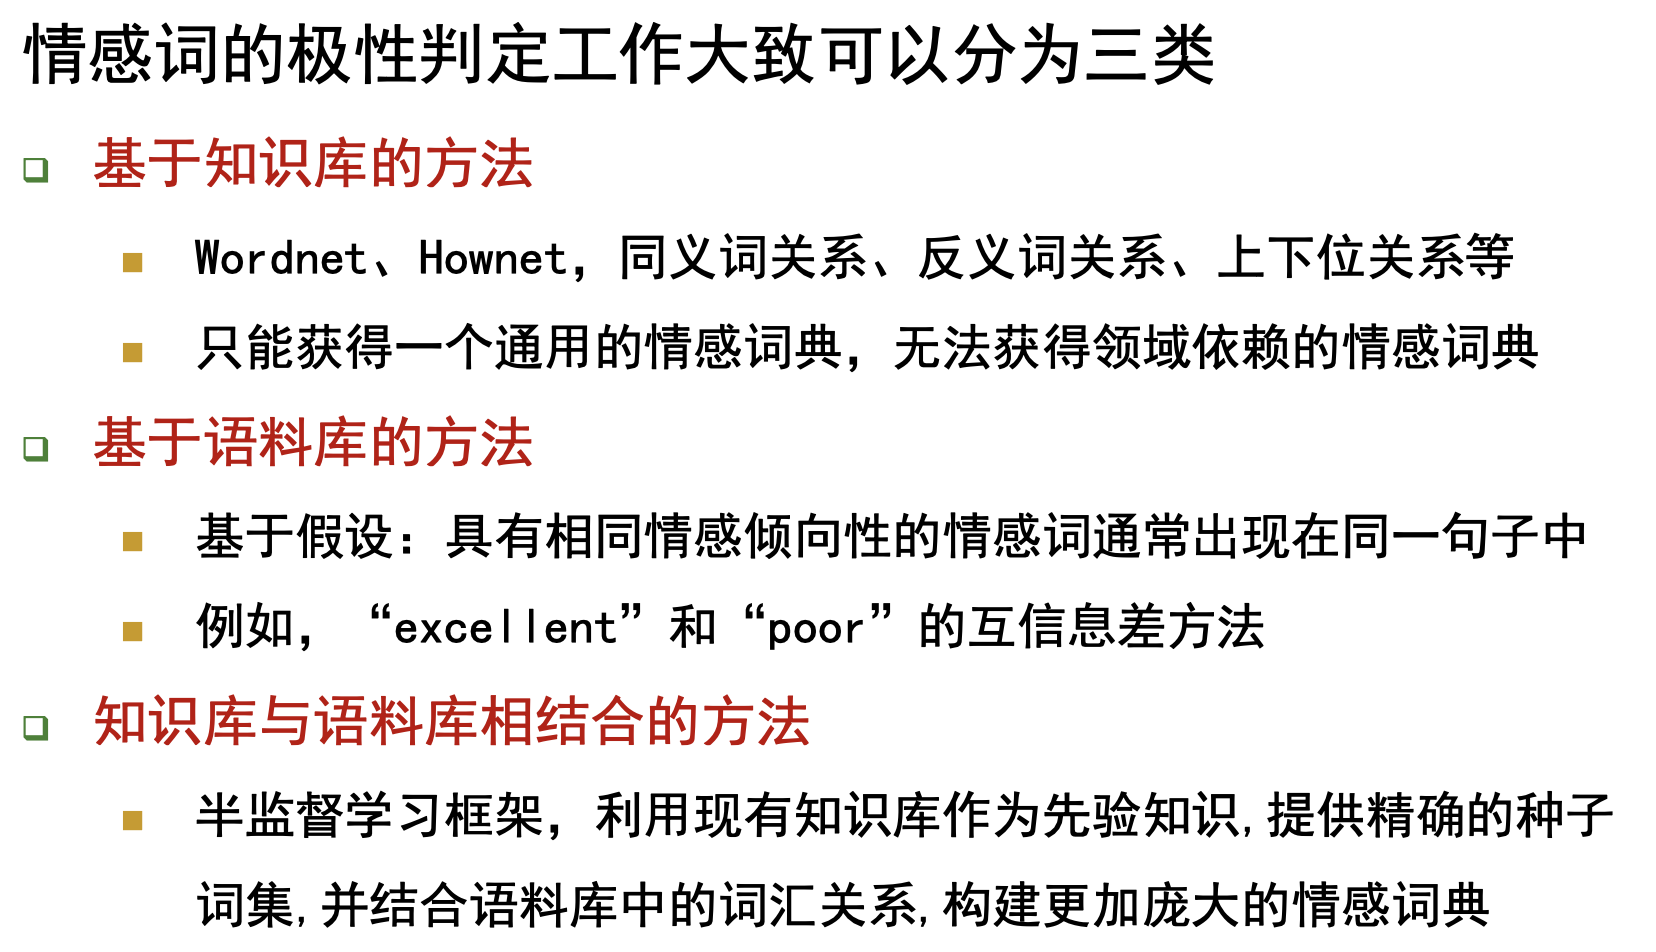 情感词的极性判定工作大致可以分为三类
基于知识库的方法
Wordnet、Hownet，同义词关系、反义词关系、上下位关系等
只能获得一个通用的情感词典，无法获得领域依赖的情感词典
基于语料库的方法
基于假设：具有相同情感倾向性的情感词通常出现在同一句子中
例如，“excellent”和“poor”的互信息差方法
知识库与语料库相结合的方法
半监督学习框架，利用现有知识库作为先验知识,提供精确的种子
词集,并结合语料库中的词汇关系,构建更加庞大的情感词典